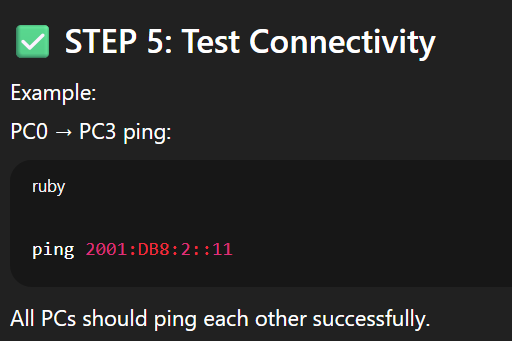 ✅ STEP 5: Test Connectivity
Example:
PC0 → PC3 ping:
ruby
ping 2001:DB8:2::11
All PCs should ping each other successfully.